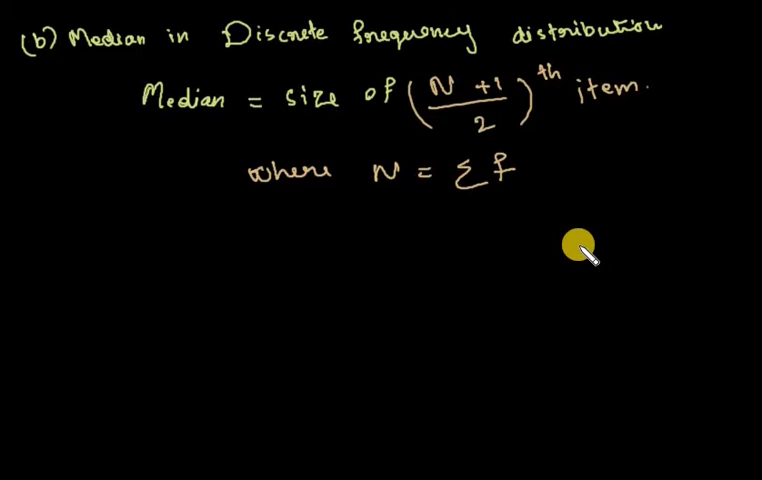 (b) Median in Discrete frequency distribution
Median = size of (N +1 / 2)th item.
where N = Σf